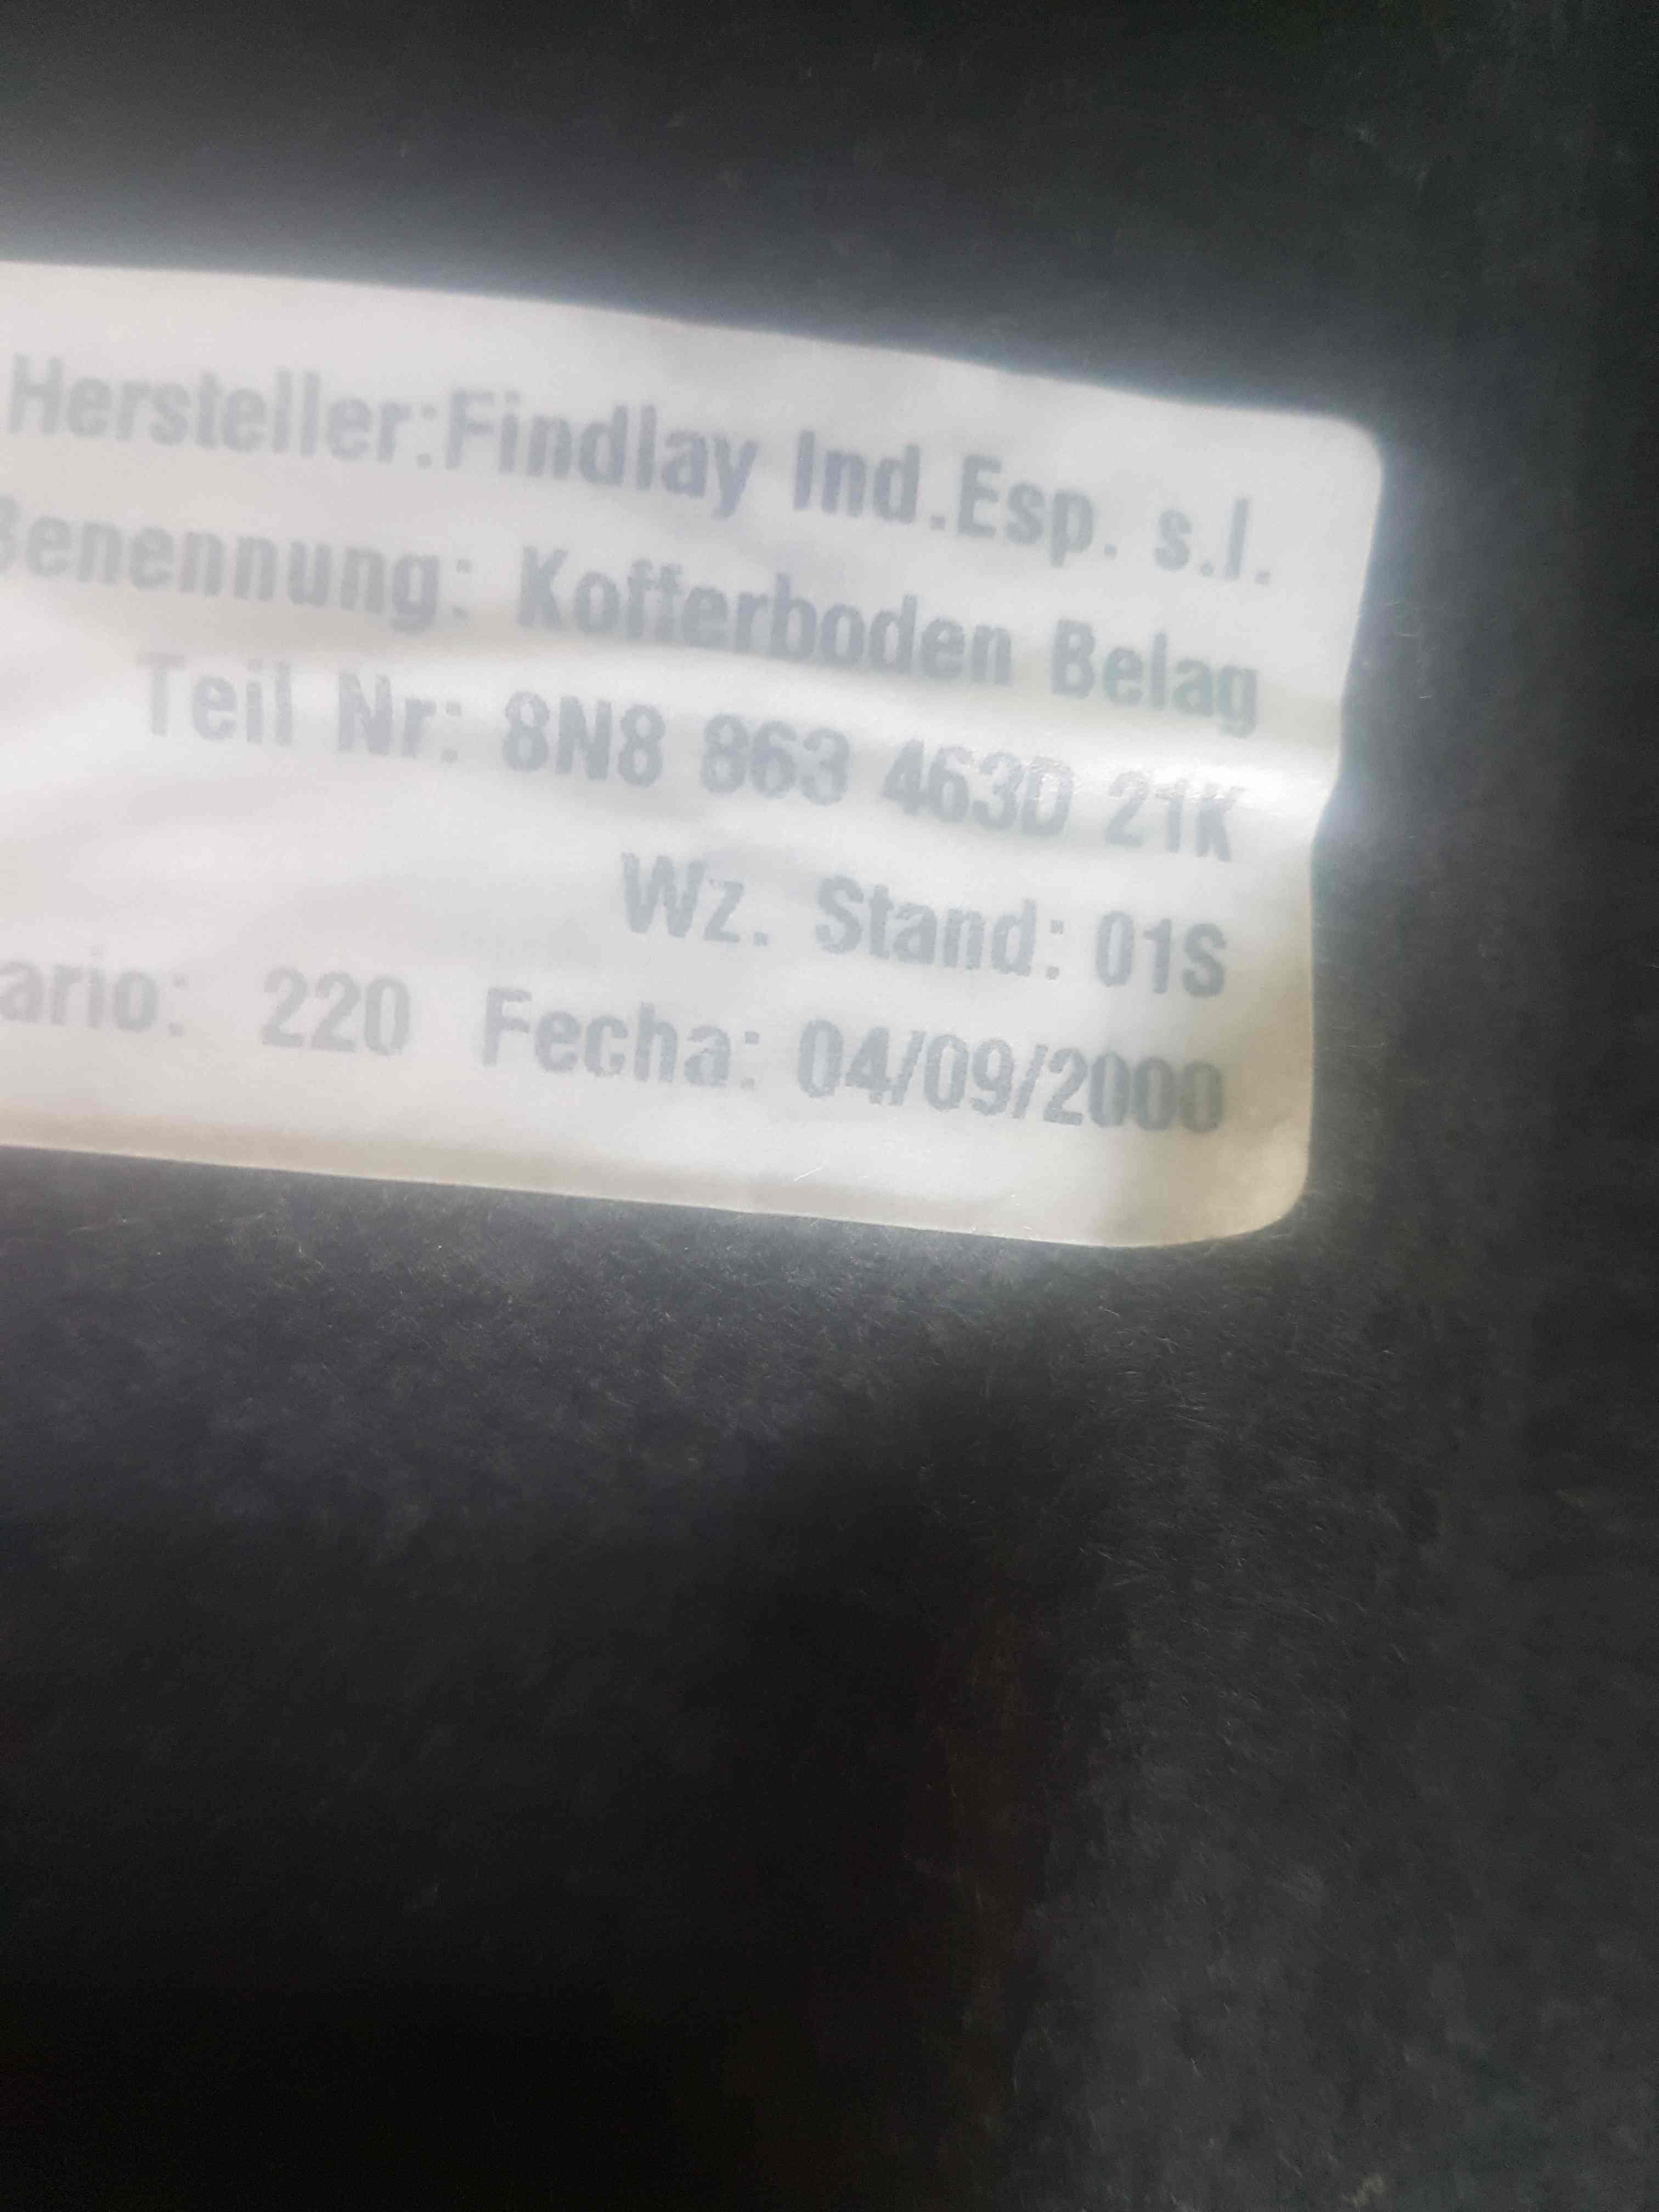 Hersteller:Findlay Ind.Esp. s.l.
Benennung: Kofferboden Belag
Teil Nr: 8N8 863 463D 21K
Wz. Stand: 01S
ario: 220 Fecha: 04/09/2000